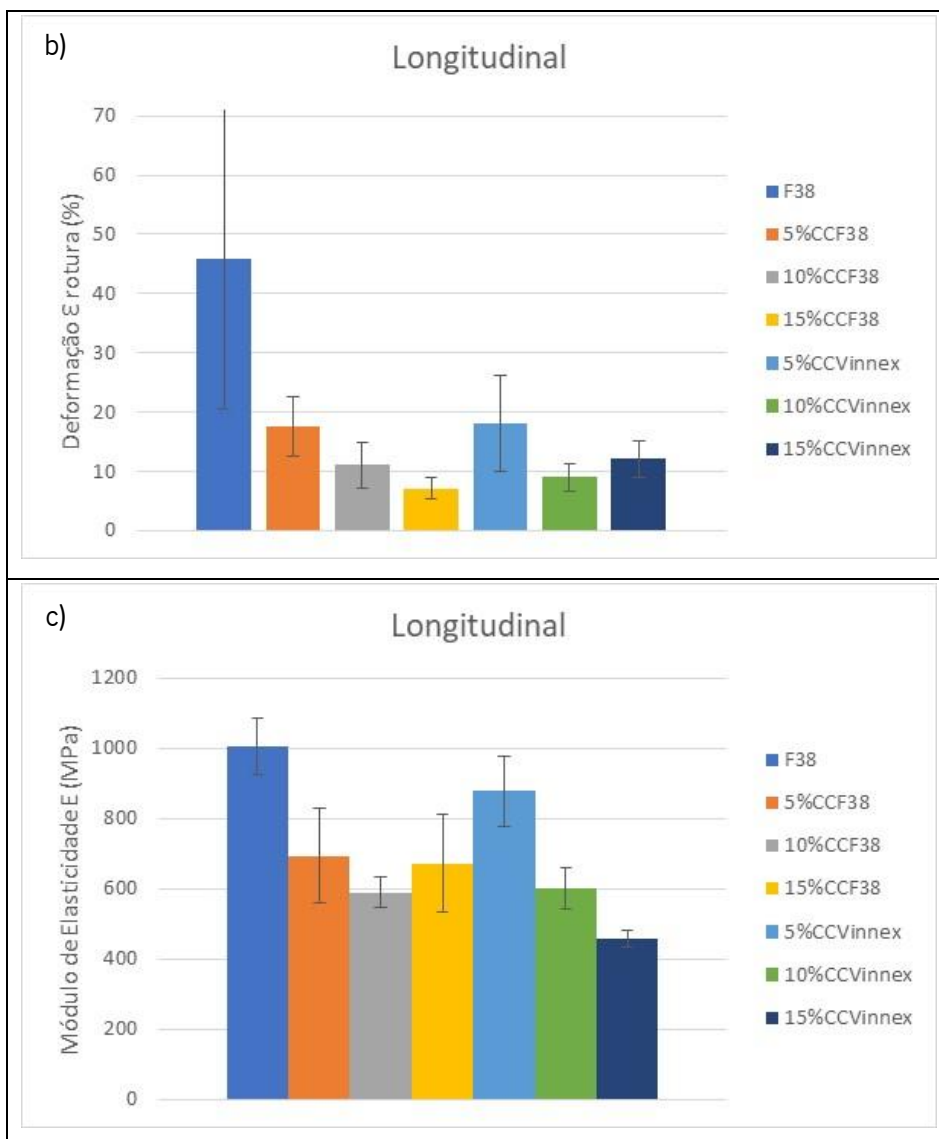 b)
Longitudinal
Deformação Ɛ rotura (%)
70
60
50
40
30
20
10
0
F38
5%CCF38
10%CCF38
15%CCF38
5%CCVinnex
10%CCVinnex
15%CCVinnex
c)
Longitudinal
Módulo de Elasticidade E (MPa)
1200
1000
800
600
400
200
0
F38
5%CCF38
10%CCF38
15%CCF38
5%CCVinnex
10%CCVinnex
15%CCVinnex